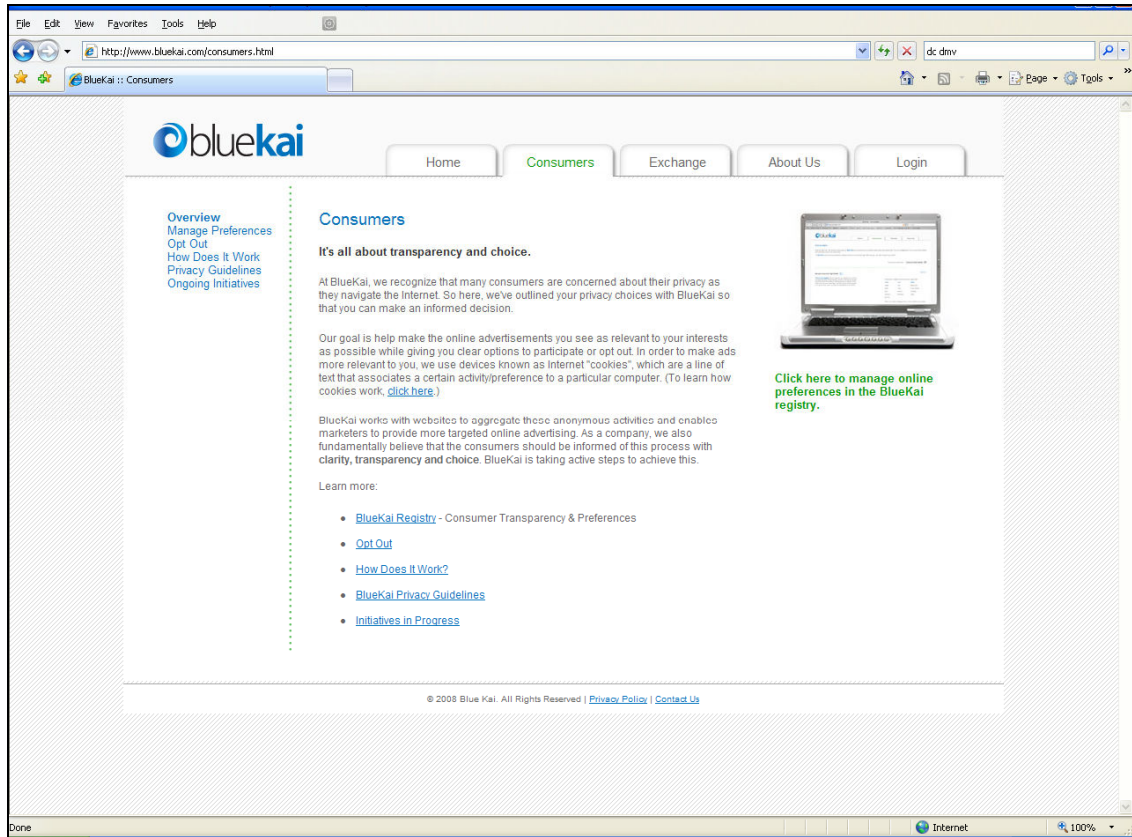 File Edit View Favorites Tools Help
http://www.bluekai.com/consumers.html
dc dmv
BlueKai :: Consumers
Page Tools »
bluekai
Home Consumers Exchange About Us Login
Overview
Manage Preferences
Opt Out
How Does It Work
Privacy Guidelines
Ongoing Initiatives
Consumers
It's all about transparency and choice.
At BlueKai, we recognize that many consumers are concerned about their privacy as
they navigate the Internet. So here, we've outlined your privacy choices with BlueKai so
that you can make an informed decision.
Our goal is help make the online advertisements you see as relevant to your interests
as possible while giving you clear options to participate or opt out. In order to make ads
more relevant to you, we use devices known as Internet "cookies", which are a line of
text that associates a certain activity/preference to a particular computer. (To learn how
cookies work, click here.)
BlueKai works with websites to aggregate these anonymous activities and enables
marketers to provide more targeted online advertising. As a company, we also
fundamentally believe that the consumers should be informed of this process with
clarity, transparency and choice. BlueKai is taking active steps to achieve this.
Learn more:
• BlueKai Registry - Consumer Transparency & Preferences
• Opt Out
• How Does It Work?
• BlueKai Privacy Guidelines
• Initiatives in Progress
bluekai
Click here to manage online
preferences in the BlueKai
registry.
© 2008 Blue Kai. All Rights Reserved | Privacy Policy | Contact Us
Done Internet 100%